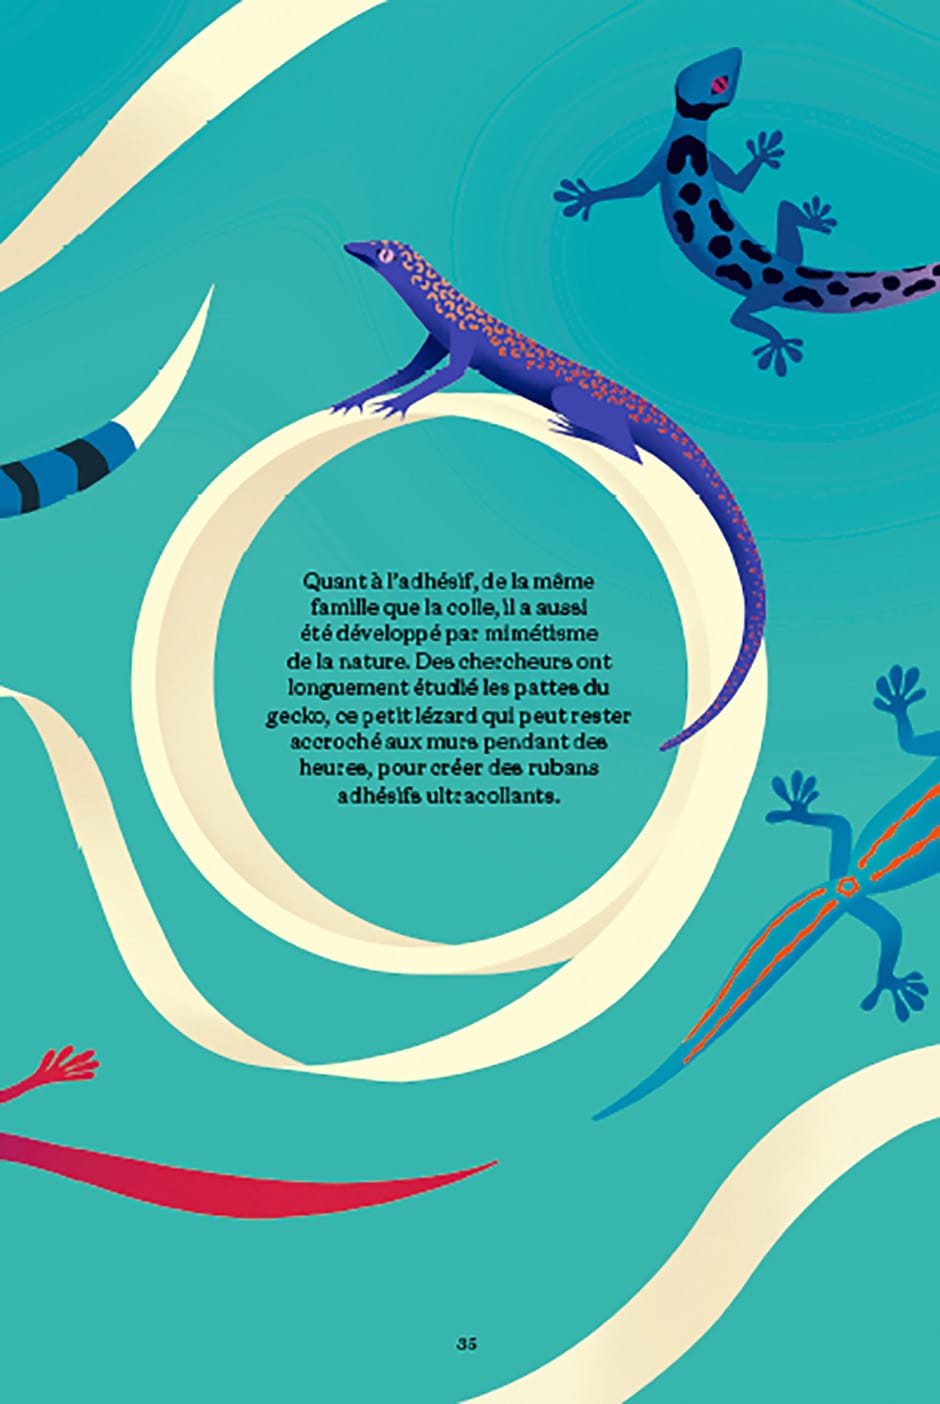 Quant à l'adhésif, de la même
famille que la colle, il a aussi
été développé par mimétisme
de la nature. Des chercheurs ont
longuement étudié les pattes du
gecko, ce petit lézard qui peut rester
accroché aux murs pendant des
heures, pour créer des rubans
adhésifs ultracollants.
35